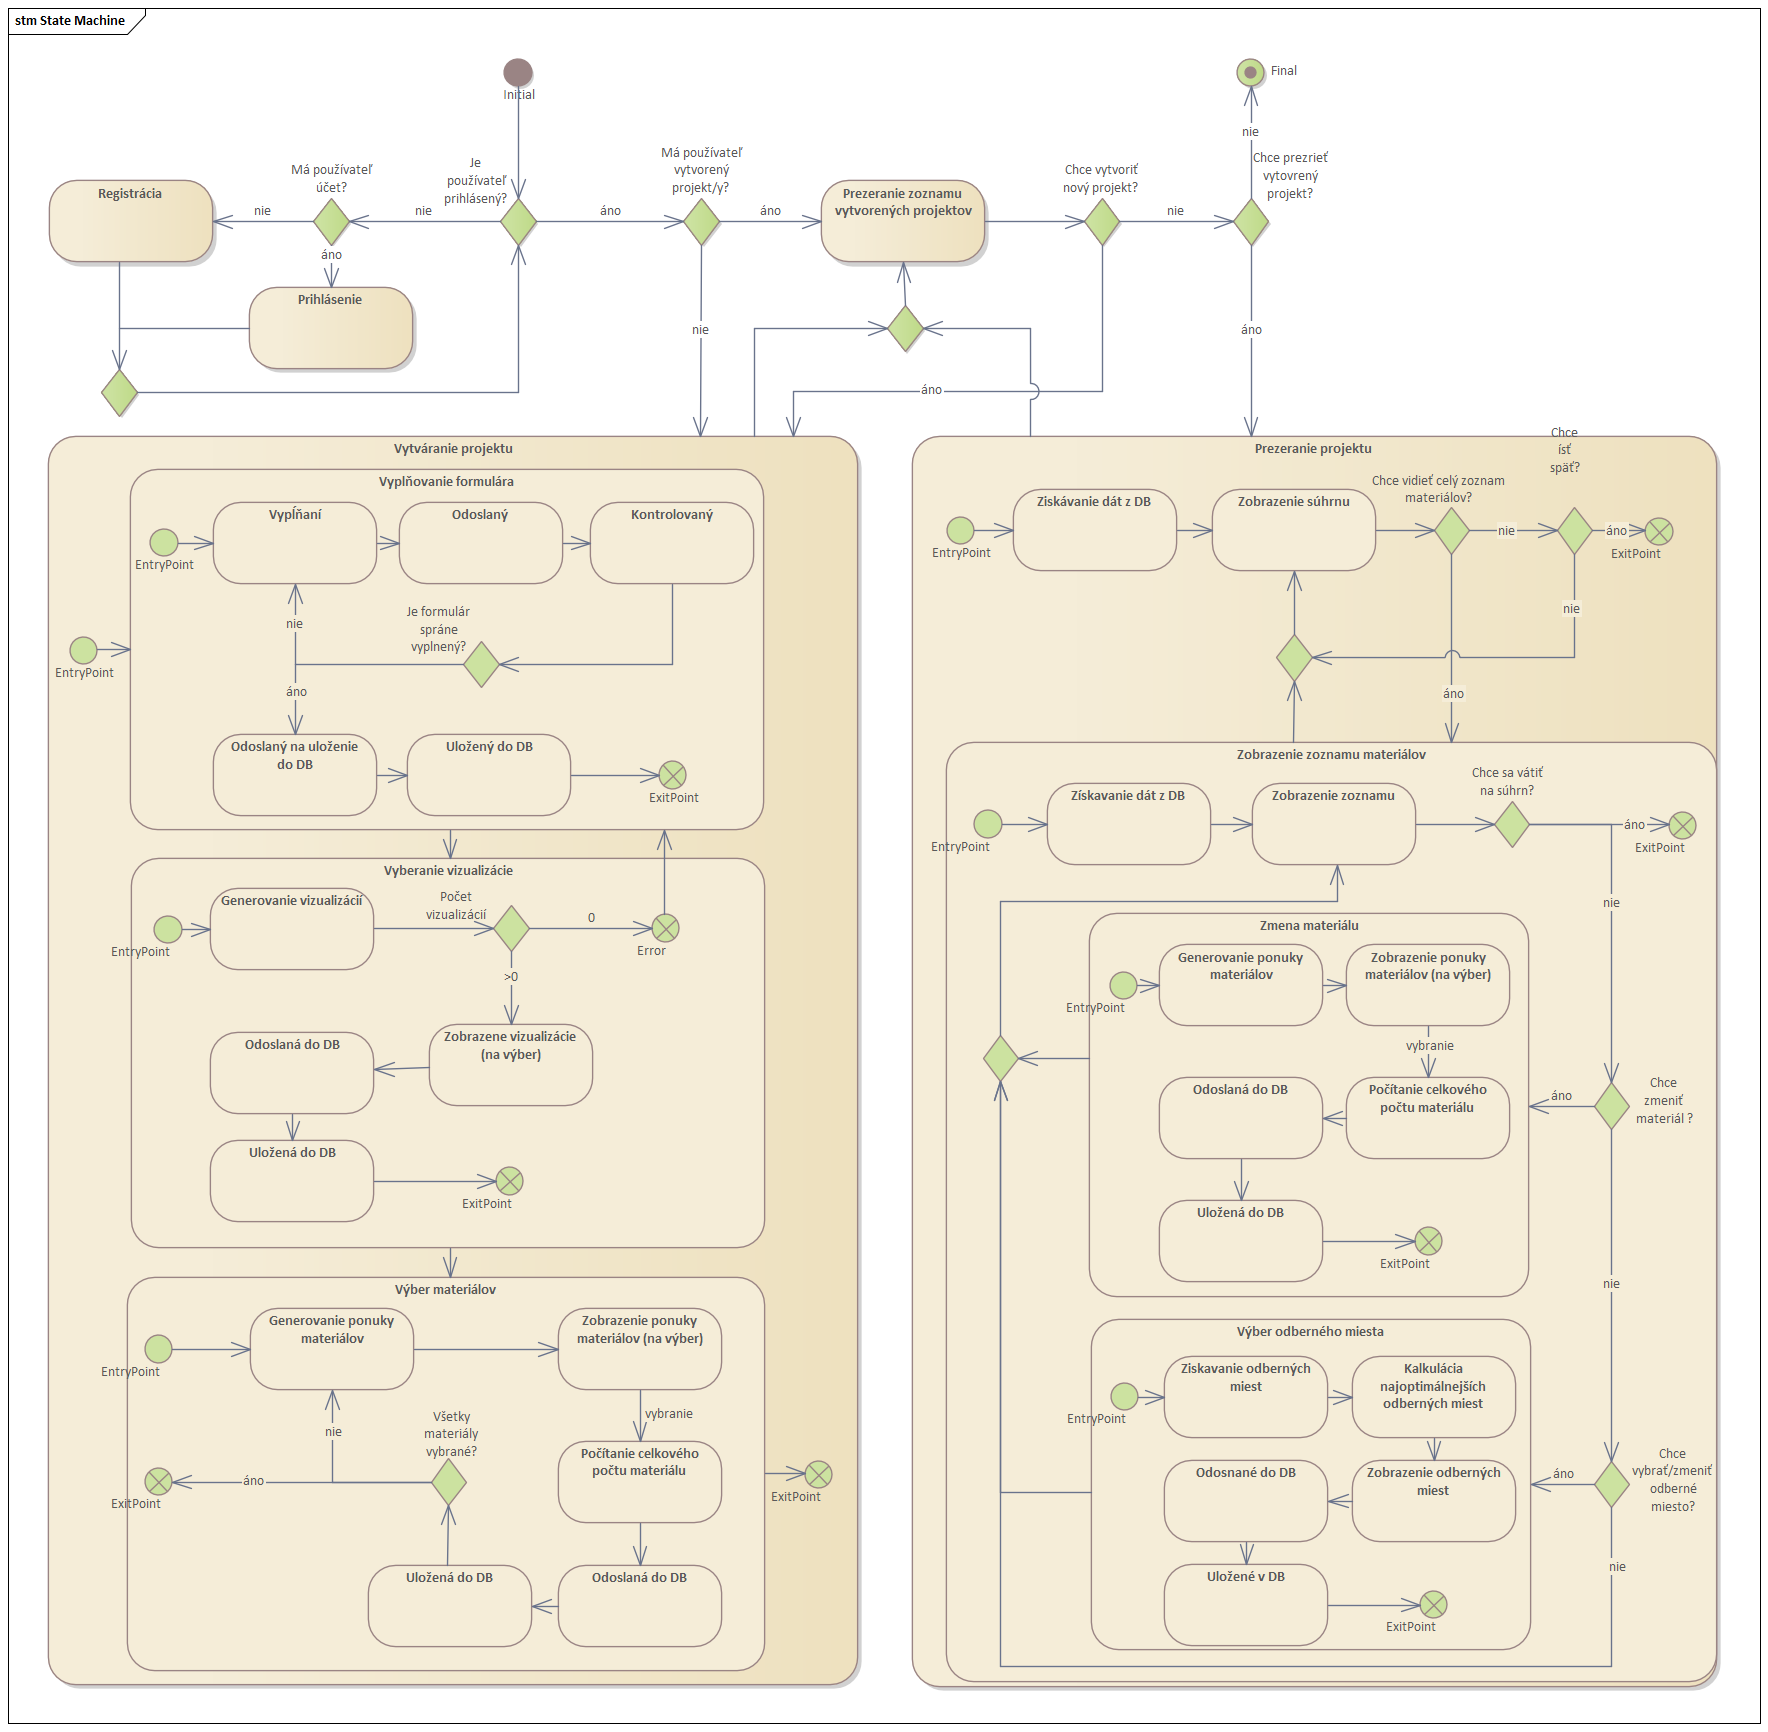 stm State Machine
Initial
Final
nie
Má používateľ
účet?
Je
používateľ
prihlásený?
Má používateľ
vytvorený
projekt/y?
Chce vytvoriť
nový projekt?
Chce prezrieť
vytovrený
projekt?
Registrácia
nie
nie
áno
áno
Prezeranie zoznamu
vytvorených projektov
nie
áno
Prihlásenie
nie
áno
áno
Vytváranie projektu
Vyplňovanie formulára
EntryPoint
Vypĺňaní
Odoslaný
Kontrolovaný
nie
Je formulár
spráne
vyplnený?
EntryPoint
áno
Odoslaný na uloženie
do DB
Uložený do DB
ExitPoint
Vyberanie vizualizácie
EntryPoint
Generovanie vizualizácií
Počet
vizualizácií
0
Error
>0
Odoslaná do DB
Zobrazene vizualizácie
(na výber)
Uložená do DB
ExitPoint
Výber materiálov
EntryPoint
Generovanie ponuky
materiálov
Zobrazenie ponuky
materiálov (na výber)
vybranie
nie
Všetky
materiály
vybrané?
Počítanie celkového
počtu materiálu
áno
ExitPoint
ExitPoint
Uložená do DB
Odoslaná do DB
Prezeranie projektu
Chce
ísť
späť?
Chce vidieť celý zoznam
materiálov?
EntryPoint
Ziskávanie dát z DB
Zobrazenie súhrnu
nie
áno
ExitPoint
nie
áno
Zobrazenie zoznamu materiálov
EntryPoint
Získavanie dát z DB
Zobrazenie zoznamu
Chce sa vátiť
na súhrn?
áno
ExitPoint
nie
Zmena materiálu
EntryPoint
Generovanie ponuky
materiálov
Zobrazenie ponuky
materiálov (na výber)
vybranie
Odoslaná do DB
Počítanie celkového
počtu materiálu
áno
Chce
zmeniť
materiál ?
Uložená do DB
ExitPoint
nie
Výber odberného miesta
EntryPoint
Ziskavanie odberných
miest
Kalkulácia
najoptimálnejších
odberných miest
Odosnané do DB
Zobrazenie odberných
miest
áno
Chce
vybrať/zmeniť
odberné
miesto?
nie
Uložené v DB
ExitPoint